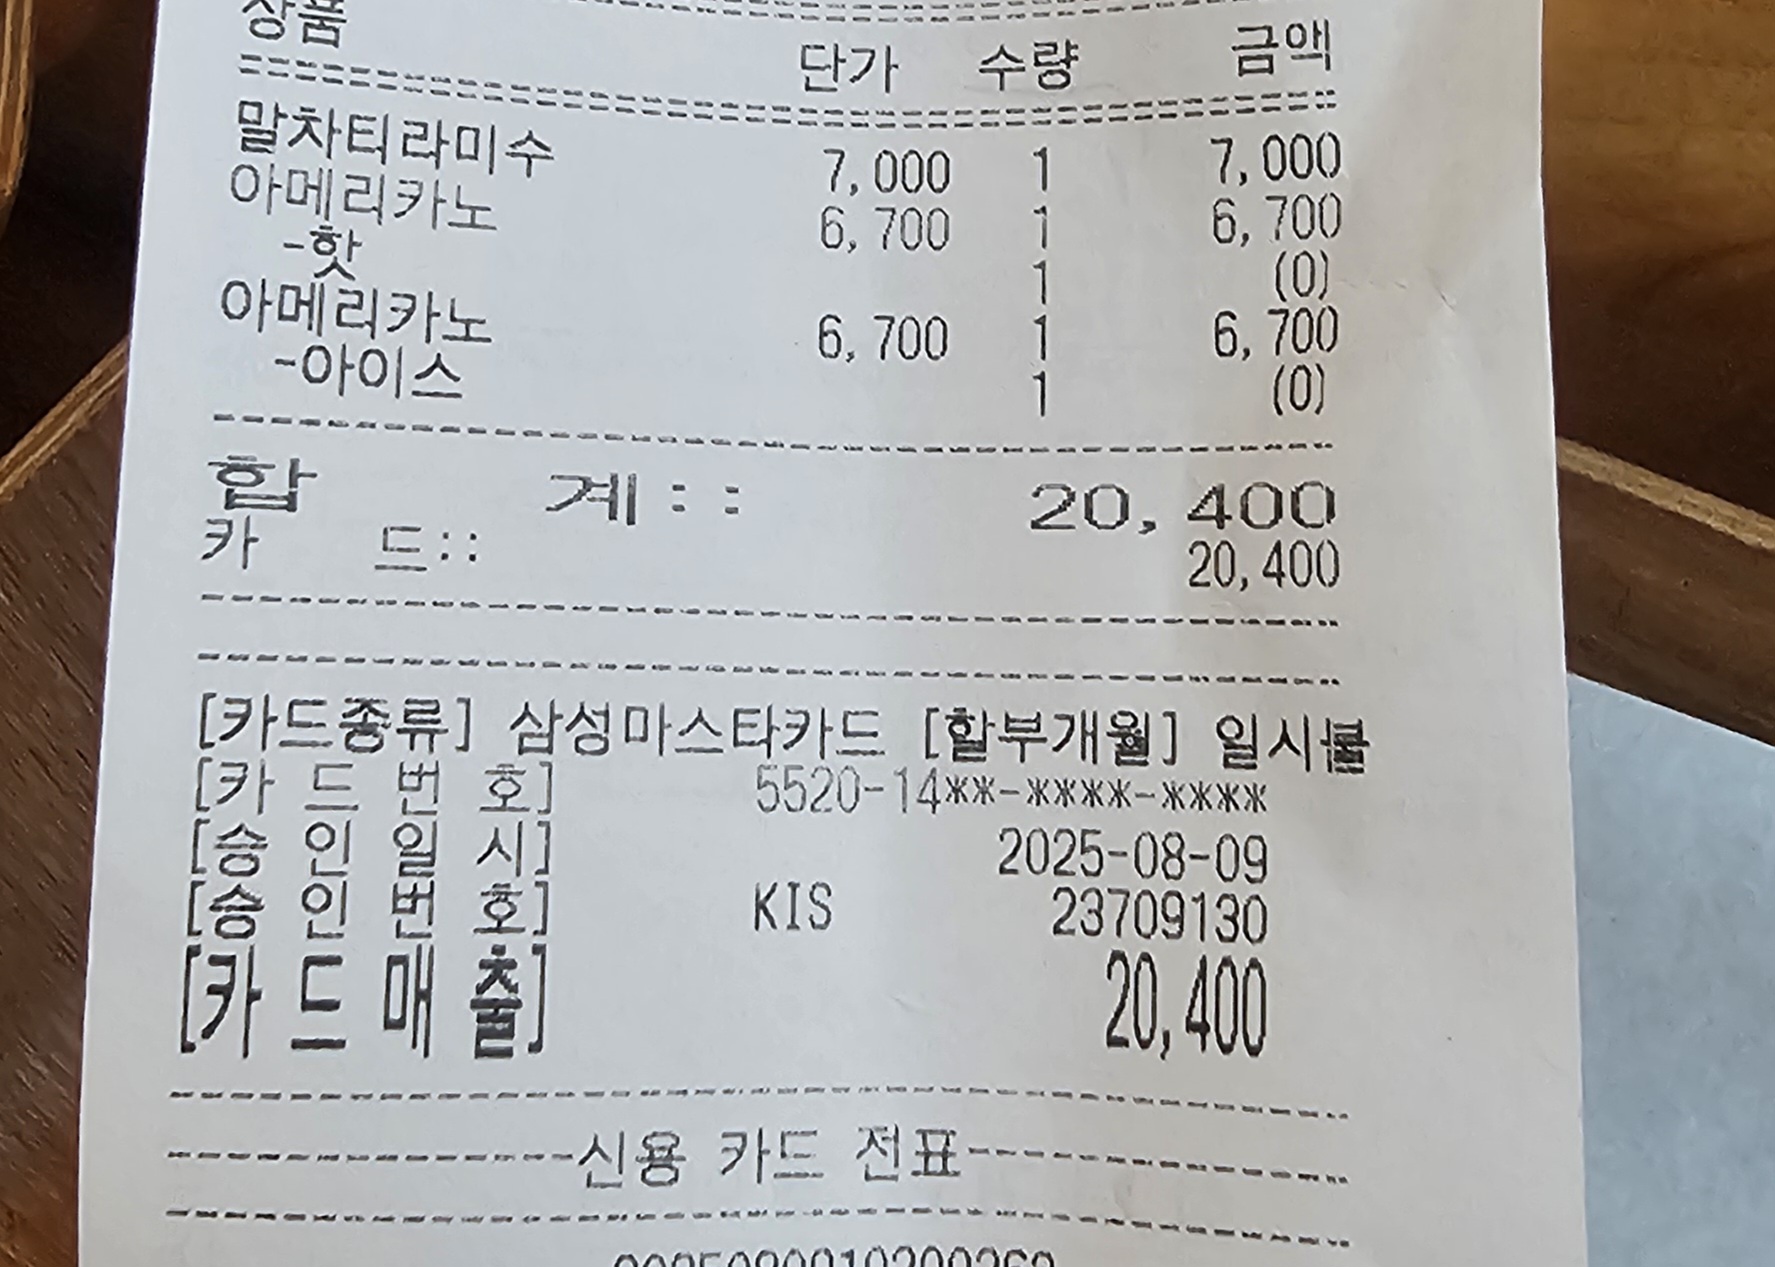 상품 단가 수량 금액
말차티라미수 7,000 1 7,000
아메리카노 6,700 1 6,700
-핫 1 (0)
아메리카노 6,700 1 6,700
-아이스 1 (0)
합 계:: 20,400
카 드:: 20,400
[카드종류] 삼성마스타카드 [할부개월] 일시불
[카 드 번 호] 5520-14**-****-****
[승 인 일 시] 2025-08-09
[승 인 번 호] KIS 23709130
[카 드 매 출] 20,400
신용 카드 전표